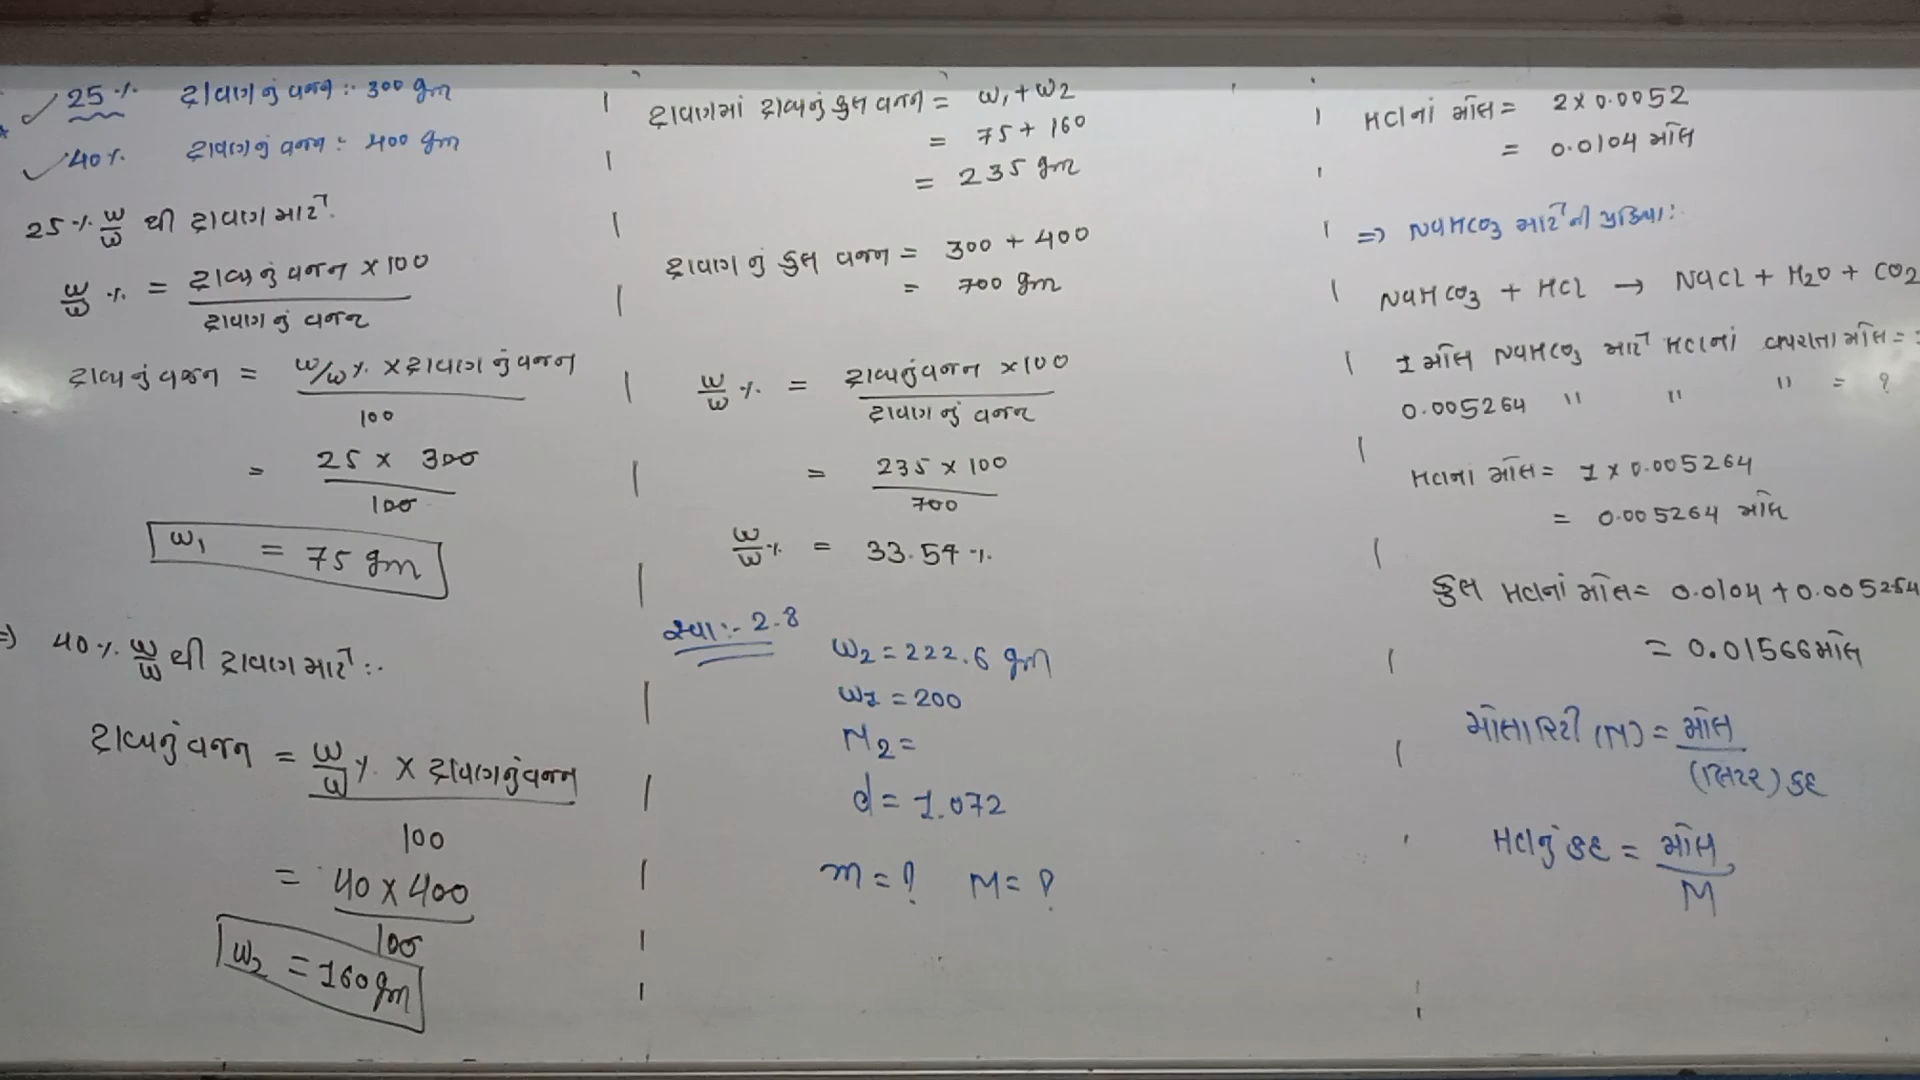 25 % દ્રાવણનું વજન :- 300 gm
40 % દ્રાવણનું વજન :- 400 gm
25 % w/w થી દ્રાવણ માટે.
w/w % = દ્રાવ્યનું વજન × 100 / દ્રાવણનું વજન
દ્રાવ્યનું વજન = w/w % × દ્રાવણનું વજન / 100
= 25 × 300 / 100
w₁ = 75 gm
=) 40 % w/w થી દ્રાવણ માટે :-
દ્રાવ્યનું વજન = w/w % × દ્રાવણનું વજન / 100
= 40 × 400 / 100
w₂ = 160 gm
દ્રાવણમાં દ્રાવ્યનું કુલ વજન = w₁ + w₂
= 75 + 160
= 235 gm
દ્રાવણનું કુલ વજન = 300 + 400
= 700 gm
w/w % = દ્રાવ્યનું વજન × 100 / દ્રાવણનું વજન
= 235 × 100 / 700
w/w % = 33.57 %
સ્વા :- 2.8
w₂ = 222.6 gm
w₁ = 200
M₂ =
d = 1.072
m = ? M = ?
HClનાં મોલ = 2 × 0.0052
= 0.0104 મોલ
=> NaHCO₃ માટેની પ્રક્રિયા :-
NaHCO₃ + HCl → NaCl + H₂O + CO₂
1 મોલ NaHCO₃ માટે HClનાં વપરાતા મોલ =
0.005264 " " " = ?
HClનાં મોલ = 1 × 0.005264
= 0.005264 મોલ
કુલ HClનાં મોલ = 0.0104 + 0.005264
= 0.01566 મોલ
મોલારિટી (M) = મોલ / (લિટર) કદ
HClનું કદ = મોલ / M